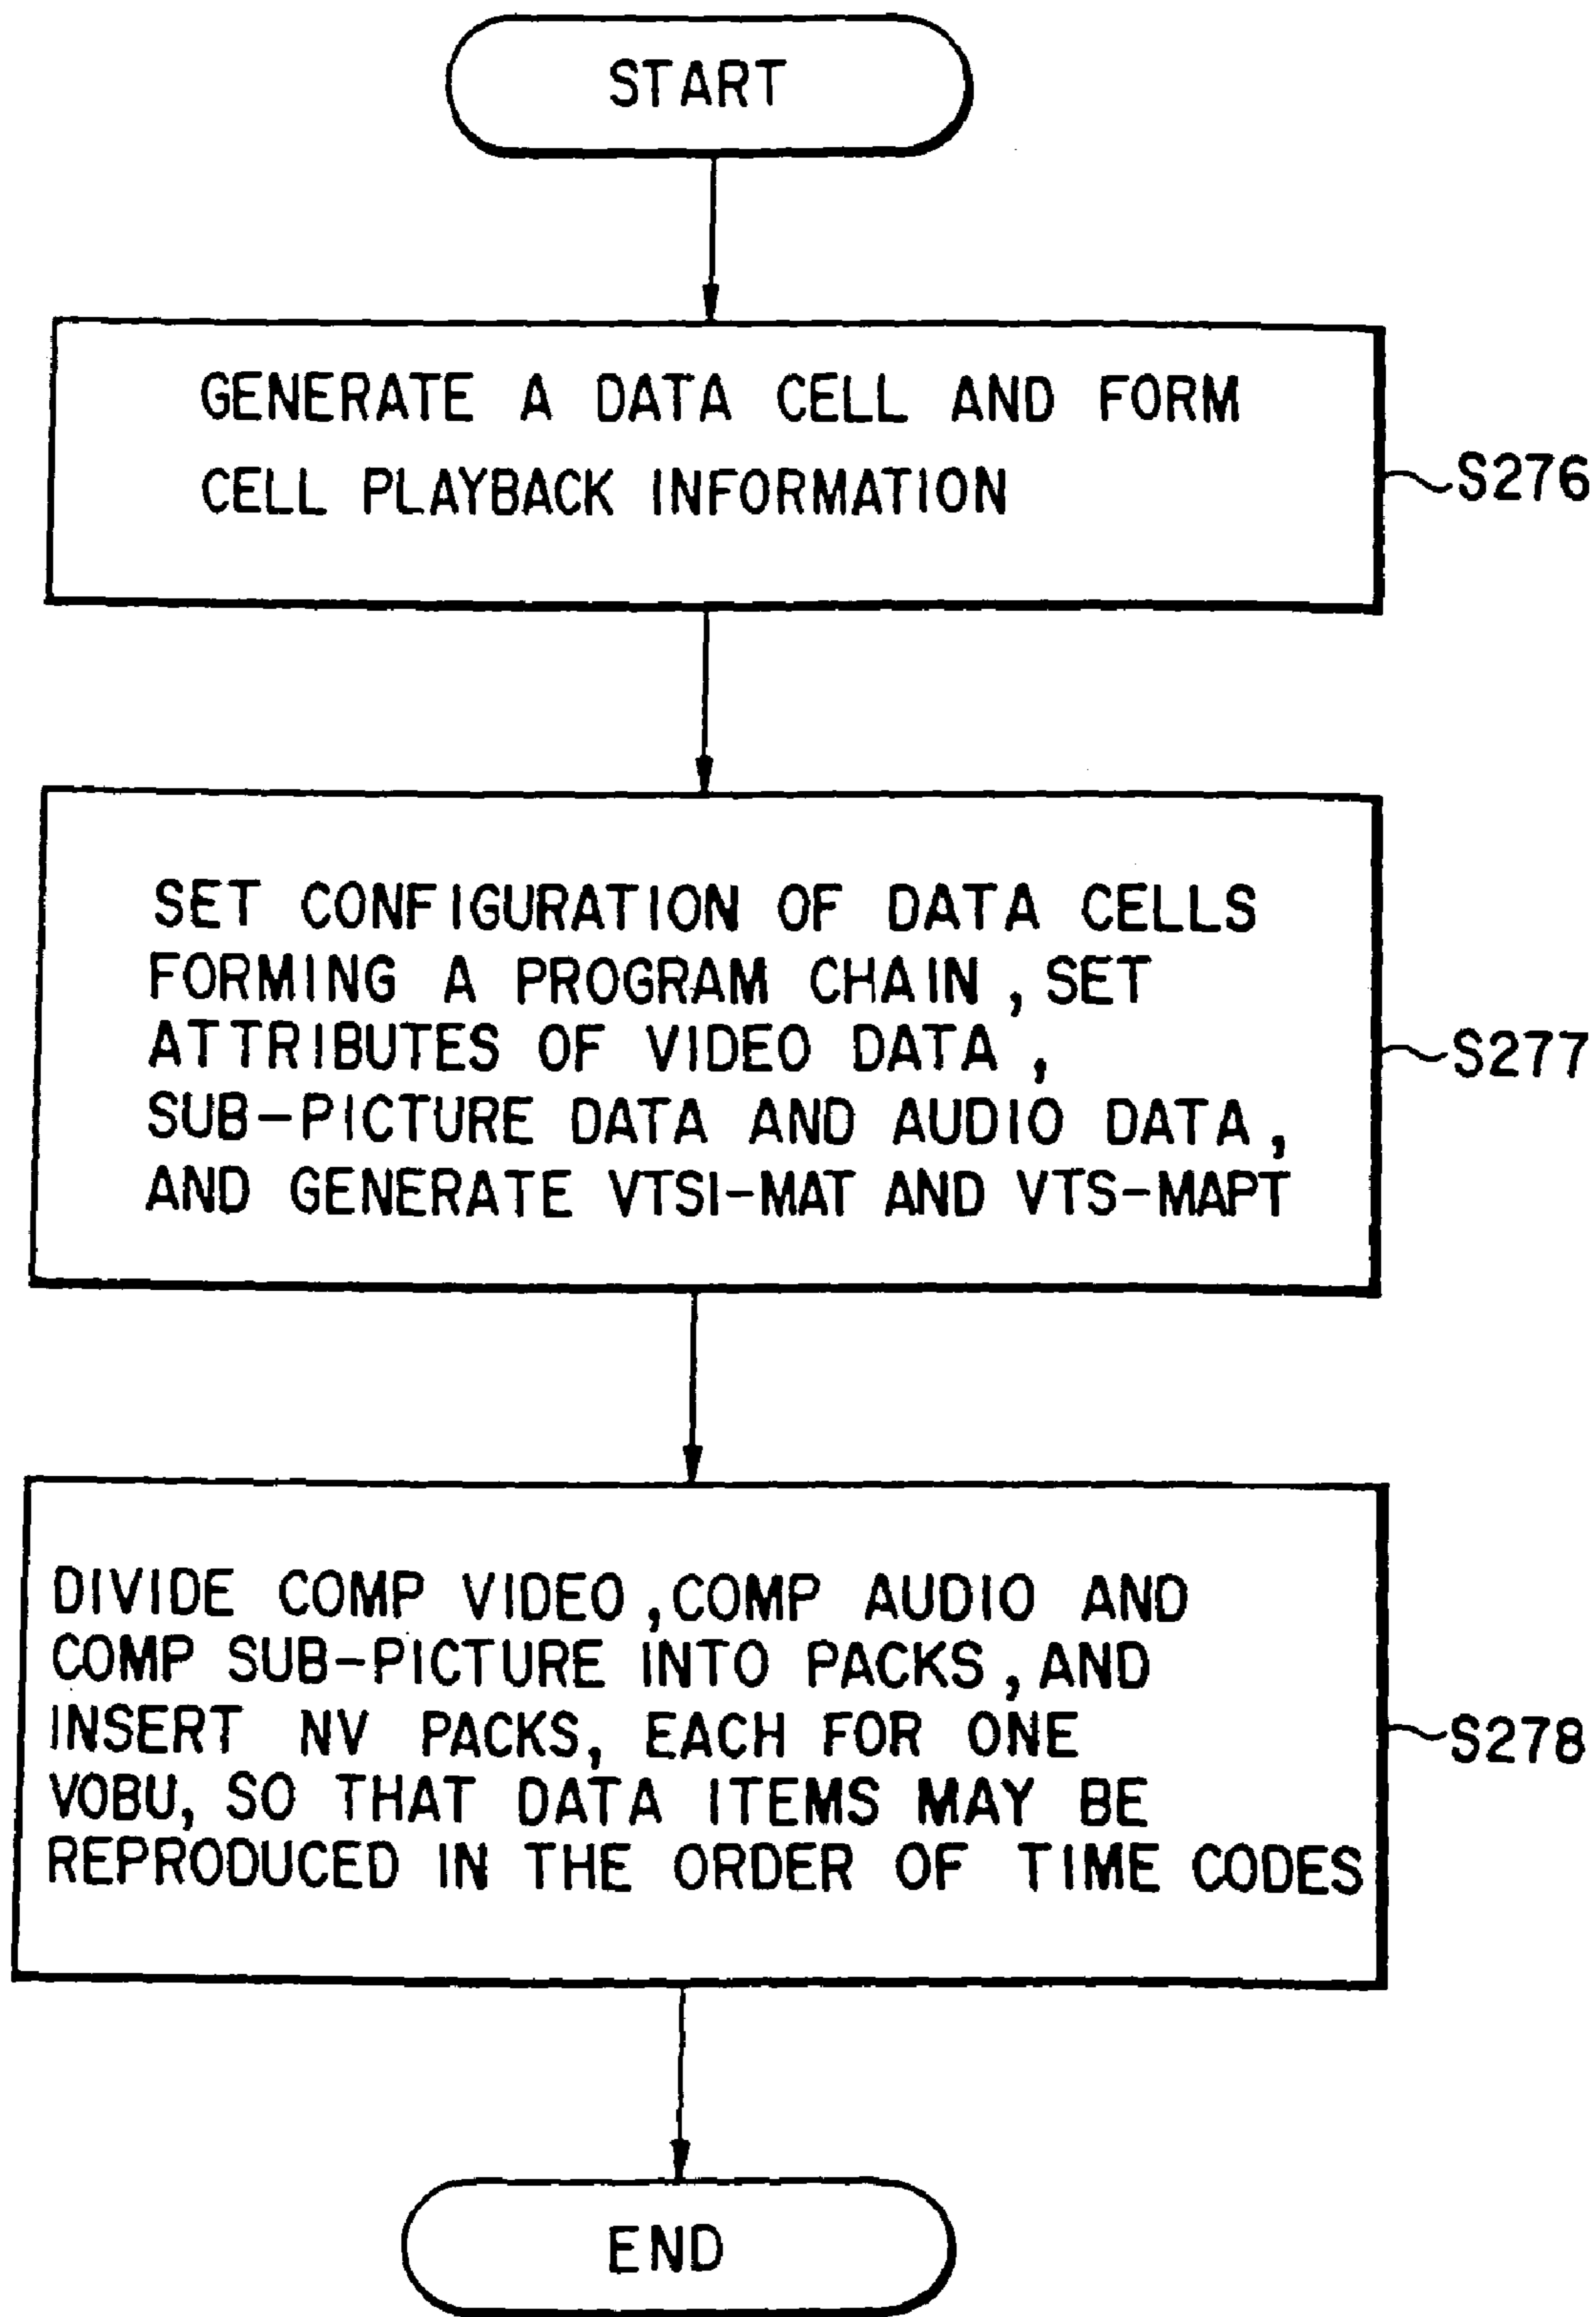 START
GENERATE A DATA CELL AND FORM
CELL PLAYBACK INFORMATION
S276
SET CONFIGURATION OF DATA CELLS
FORMING A PROGRAM CHAIN, SET
ATTRIBUTES OF VIDEO DATA,
SUB-PICTURE DATA AND AUDIO DATA,
AND GENERATE VTSI-MAT AND VTS-MAPT
S277
DIVIDE COMP VIDEO, COMP AUDIO AND
COMP SUB-PICTURE INTO PACKS, AND
INSERT NV PACKS, EACH FOR ONE
VOBU, SO THAT DATA ITEMS MAY BE
REPRODUCED IN THE ORDER OF TIME CODES
S278
END